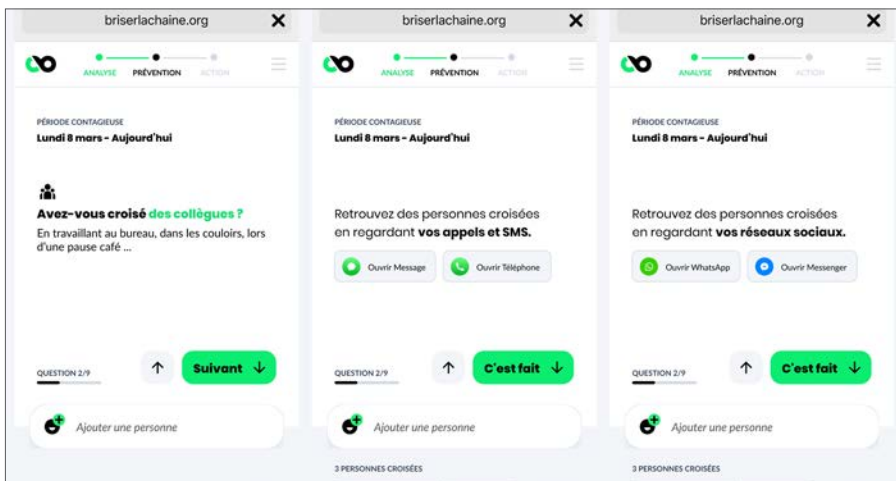 briserlachaine.org
ANALYSE PRÉVENTION ACTION
PÉRIODE CONTAGIEUSE
Lundi 8 mars – Aujourd'hui
Avez-vous croisé des collègues ?
En travaillant au bureau, dans les couloirs, lors
d'une pause café ...
QUESTION 2/9
Suivant
Ajouter une personne
briserlachaine.org
ANALYSE PRÉVENTION ACTION
PÉRIODE CONTAGIEUSE
Lundi 8 mars – Aujourd'hui
Retrouvez des personnes croisées
en regardant vos appels et SMS.
Ouvrir Message
Ouvrir Téléphone
QUESTION 2/9
C'est fait
Ajouter une personne
3 PERSONNES CROISÉES
briserlachaine.org
ANALYSE PRÉVENTION ACTION
PÉRIODE CONTAGIEUSE
Lundi 8 mars – Aujourd'hui
Retrouvez des personnes croisées
en regardant vos réseaux sociaux.
Ouvrir WhatsApp
Ouvrir Messenger
QUESTION 2/9
C'est fait
Ajouter une personne
3 PERSONNES CROISÉES